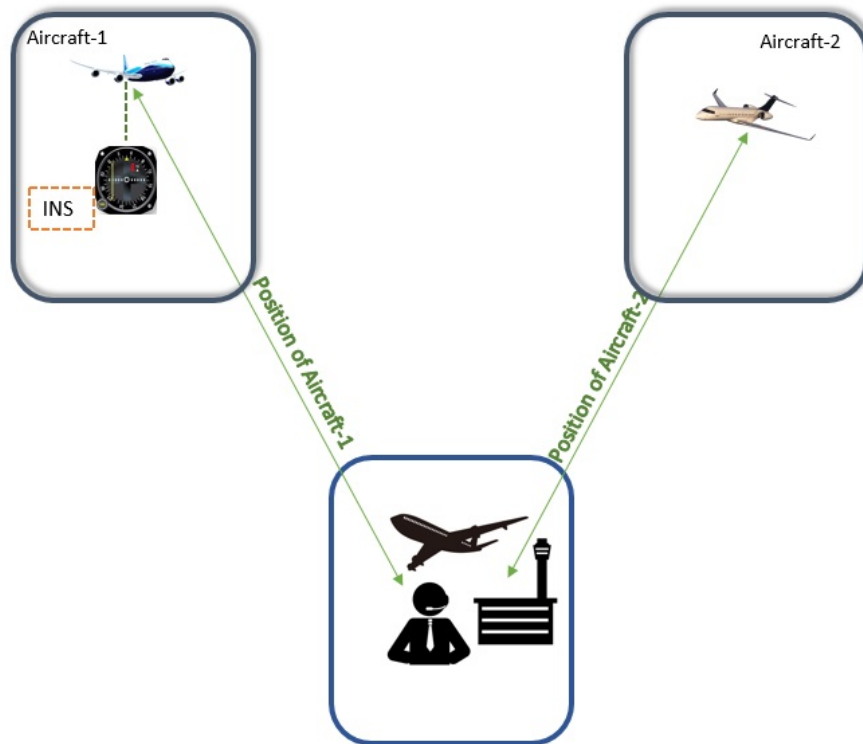 Aircraft-1
Aircraft-2
INS
Position of Aircraft-1
Position of Aircraft-2